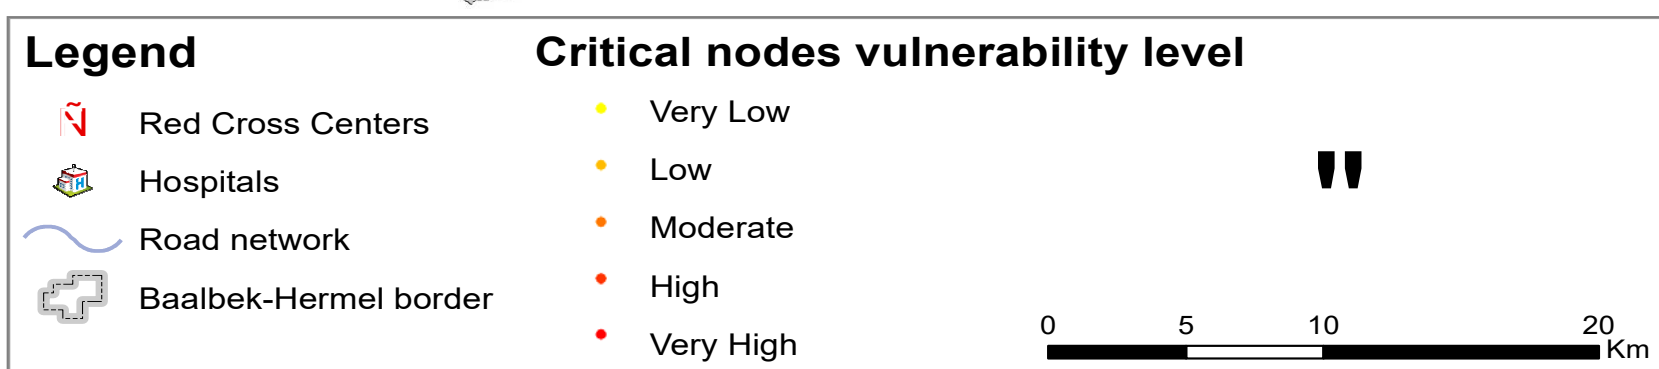 Legend
Ñ Red Cross Centers
H Hospitals
Road network
Baalbek-Hermel border
Critical nodes vulnerability level
Very Low
Low
Moderate
High
Very High
"
0 5 10 20
Km